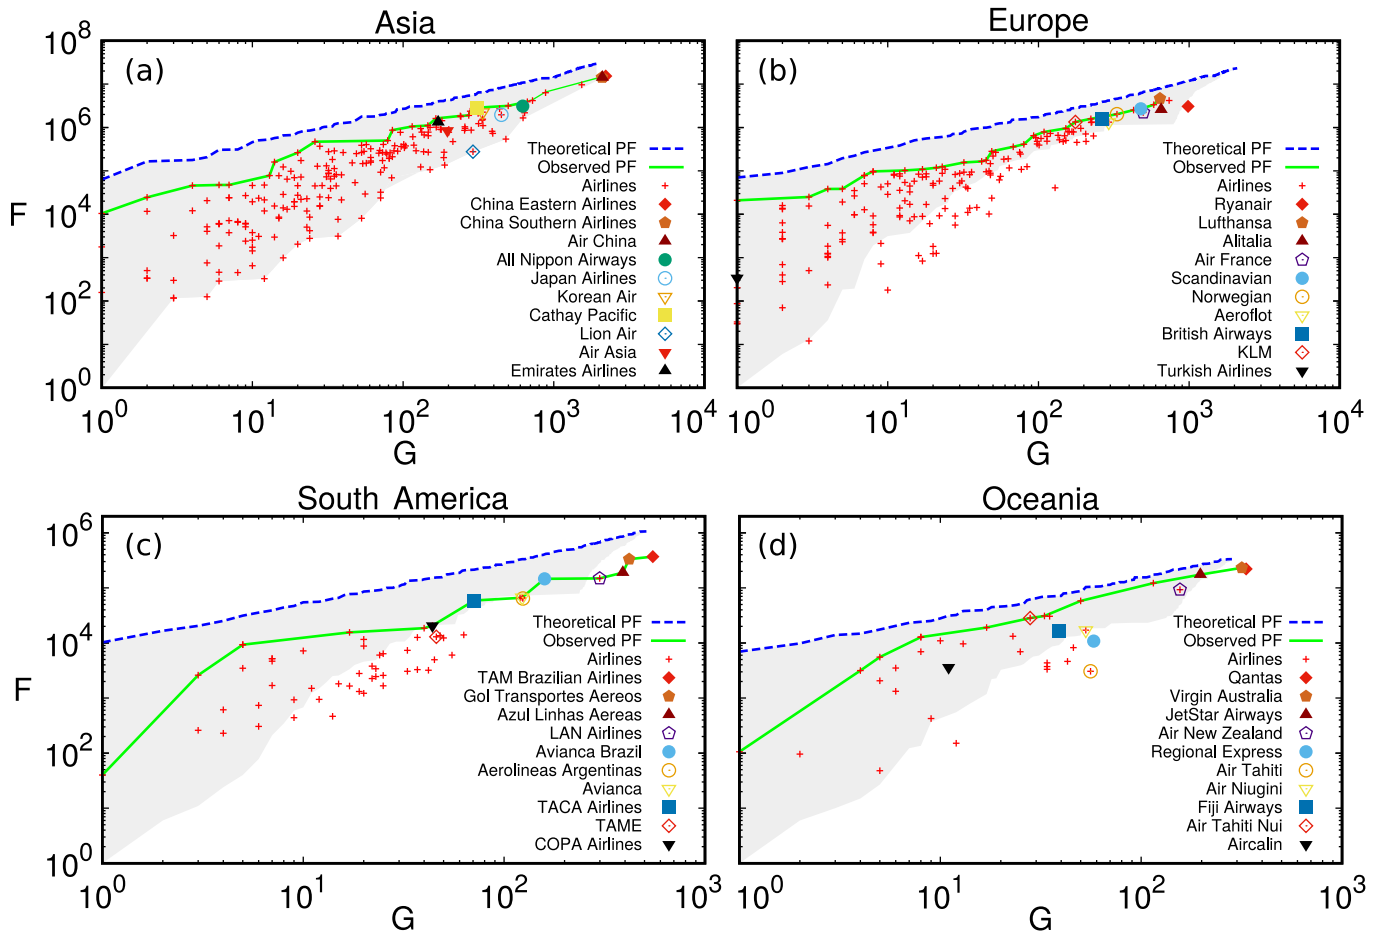 Asia
Europe
(a)
(b)
10^8
10^6
10^4
10^2
10^0
F
Theoretical PF
Observed PF
Airlines
China Eastern Airlines
China Southern Airlines
Air China
All Nippon Airways
Japan Airlines
Korean Air
Cathay Pacific
Lion Air
Air Asia
Emirates Airlines
10^0 10^1 10^2 10^3 10^4
G
Theoretical PF
Observed PF
Airlines
Ryanair
Lufthansa
Alitalia
Air France
Scandinavian
Norwegian
Aeroflot
British Airways
KLM
Turkish Airlines
10^0 10^1 10^2 10^3 10^4
G
South America
Oceania
(c)
(d)
10^6
10^4
10^2
10^0
F
Theoretical PF
Observed PF
Airlines
TAM Brazilian Airlines
Gol Transportes Aereos
Azul Linhas Aereas
LAN Airlines
Avianca Brazil
Aerolineas Argentinas
Avianca
TACA Airlines
TAME
COPA Airlines
10^0 10^1 10^2 10^3
G
Theoretical PF
Observed PF
Airlines
Qantas
Virgin Australia
JetStar Airways
Air New Zealand
Regional Express
Air Tahiti
Air Niugini
Fiji Airways
Air Tahiti Nui
Aircalin
10^0 10^1 10^2 10^3
G